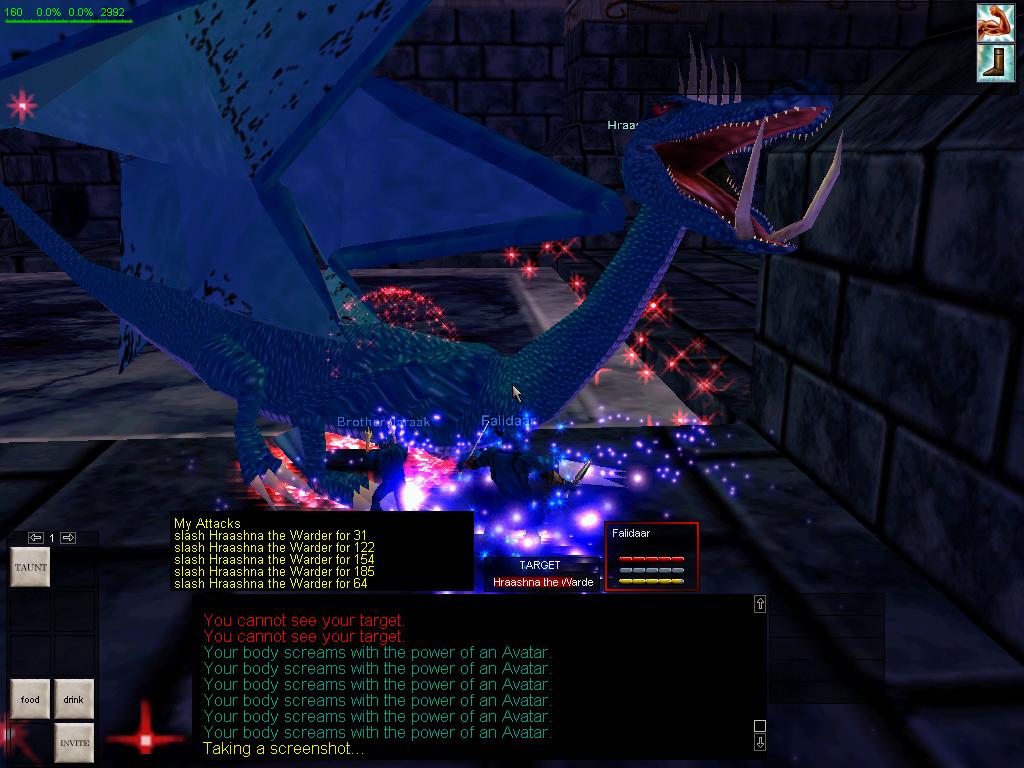 160 0.0% 0.0% 2992
Hraas
Falidaar
My Attacks
slash Hraashna the Warder for 31
slash Hraashna the Warder for 122
slash Hraashna the Warder for 154
slash Hraashna the Warder for 185
slash Hraashna the Warder for 64
1
TAUNT
TARGET
Hraashna the Warde
Falidaar
You cannot see your target.
You cannot see your target.
Your body screams with the power of an Avatar.
Your body screams with the power of an Avatar.
Your body screams with the power of an Avatar.
Your body screams with the power of an Avatar.
Your body screams with the power of an Avatar.
Your body screams with the power of an Avatar.
Taking a screenshot...
food drink
INVITE